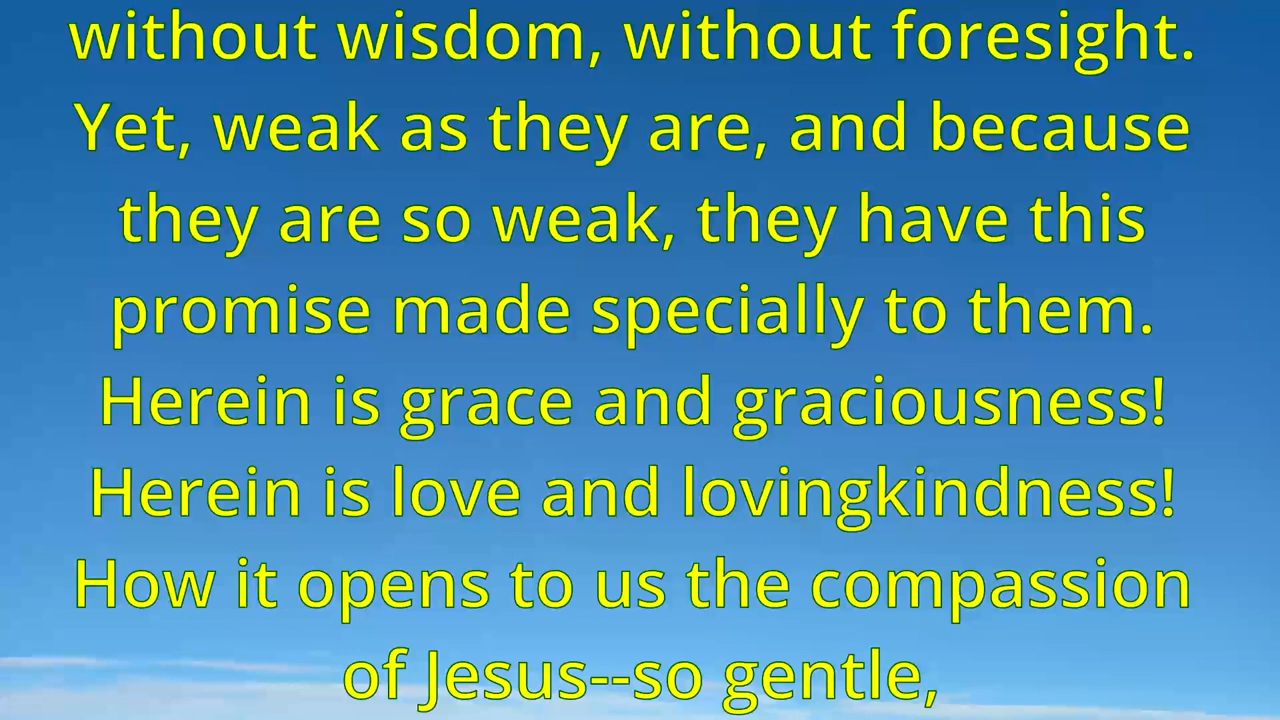 without wisdom, without foresight.
Yet, weak as they are, and because
they are so weak, they have this
promise made specially to them.
Herein is grace and graciousness!
Herein is love and lovingkindness!
How it opens to us the compassion
of Jesus--so gentle,